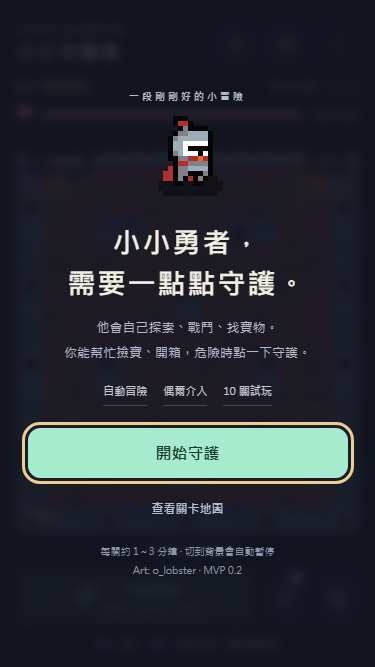 一段剛剛好的小冒險
小小勇者，
需要一點點守護。
他會自己探索、戰鬥、找寶物。
你能幫忙撿寶、開箱，危險時點一下守護。
自動冒險 偶爾介入 10 關試玩
開始守護
查看關卡地圖
每關約 1～3 分鐘 · 切到背景會自動暫停
Art: o_lobster · MVP 0.2